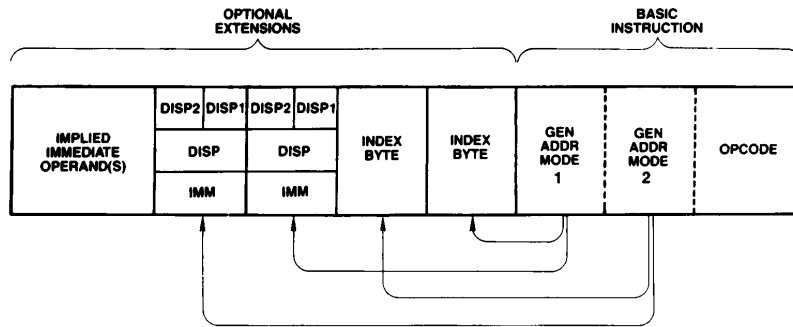 OPTIONAL
EXTENSIONS
BASIC
INSTRUCTION
IMPLIED
IMMEDIATE
OPERAND(S)
DISP2 DISP1 DISP2 DISP1
DISP DISP
IMM IMM
INDEX
BYTE
INDEX
BYTE
GEN
ADDR
MODE
1
GEN
ADDR
MODE
2
OPCODE